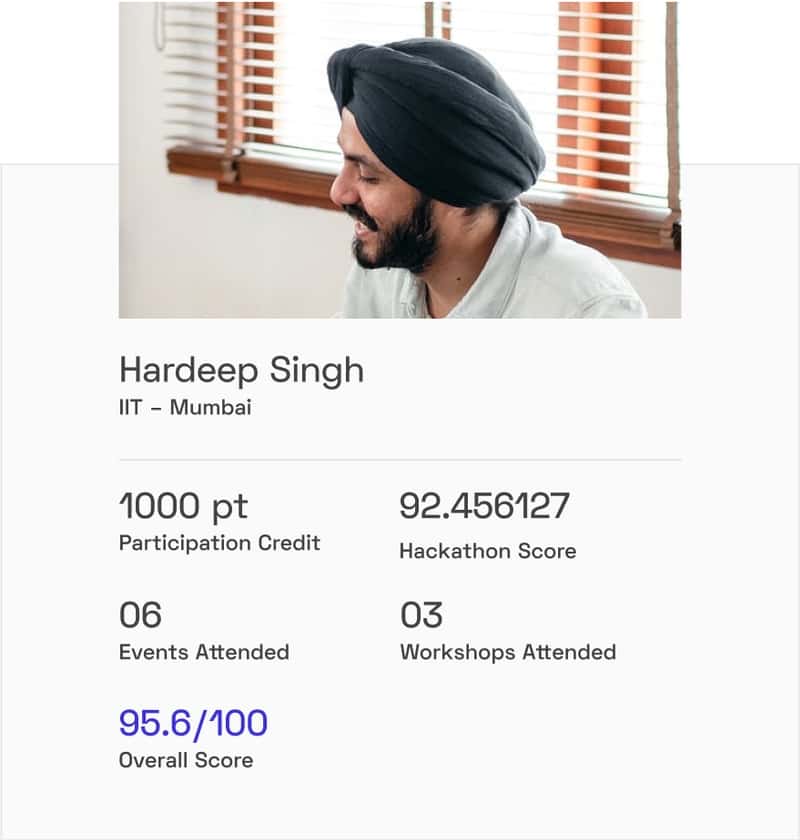 Hardeep Singh
IIT – Mumbai
1000 pt
Participation Credit
92.456127
Hackathon Score
06
Events Attended
03
Workshops Attended
95.6/100
Overall Score